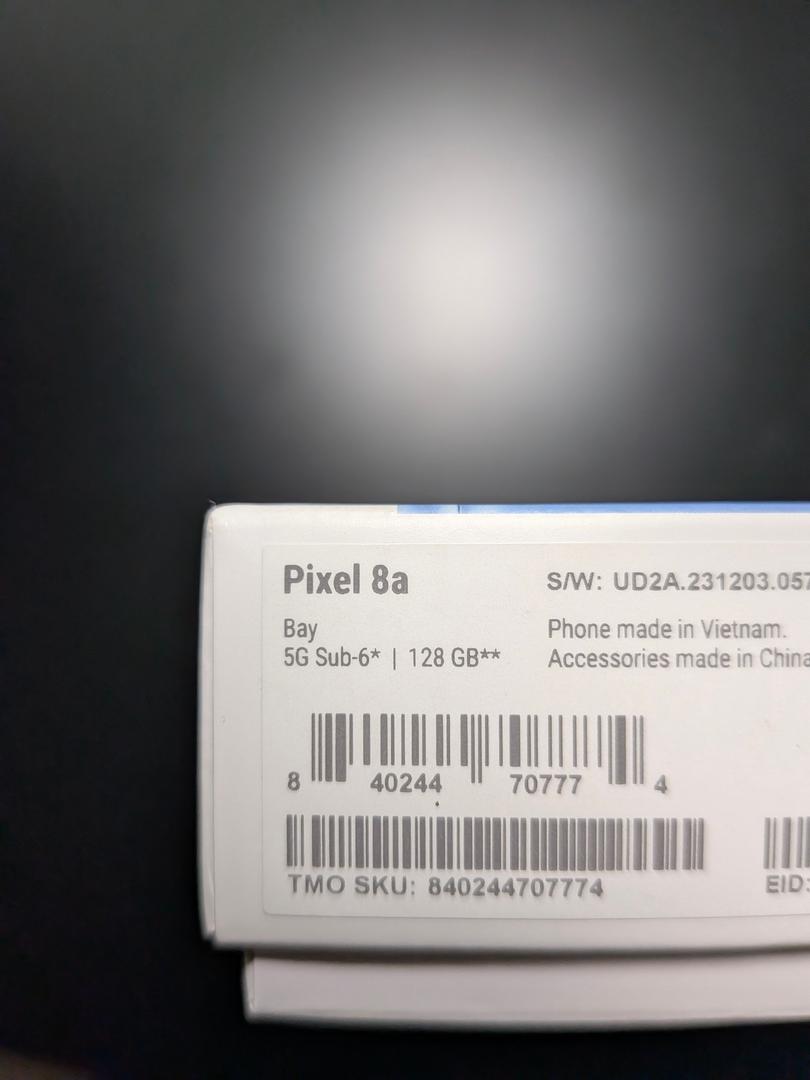 Pixel 8a
Bay
5G Sub-6* | 128 GB**
S/W: UD2A.231203.057
Phone made in Vietnam.
Accessories made in China
8 40244 70777 4
TMO SKU: 840244707774
EID: